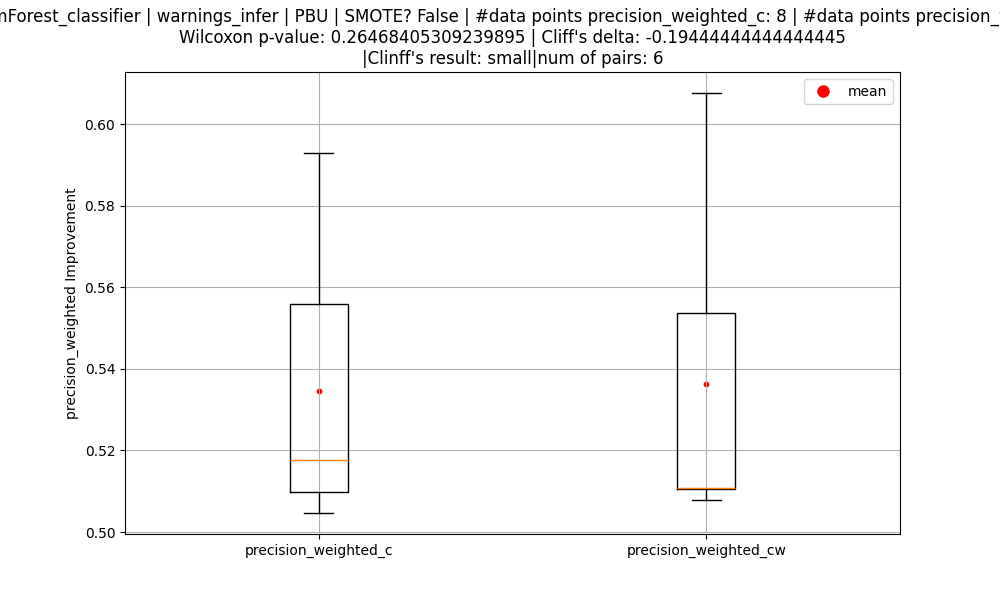 mForest_classifier | warnings_infer | PBU | SMOTE? False | #data points precision_weighted_c: 8 | #data points precision_
Wilcoxon p-value: 0.26468405309239895 | Cliff's delta: -0.19444444444444445
|Clinff's result: small|num of pairs: 6
mean
0.60
0.58
0.56
0.54
0.52
0.50
precision_weighted Improvement
precision_weighted_c
precision_weighted_cw